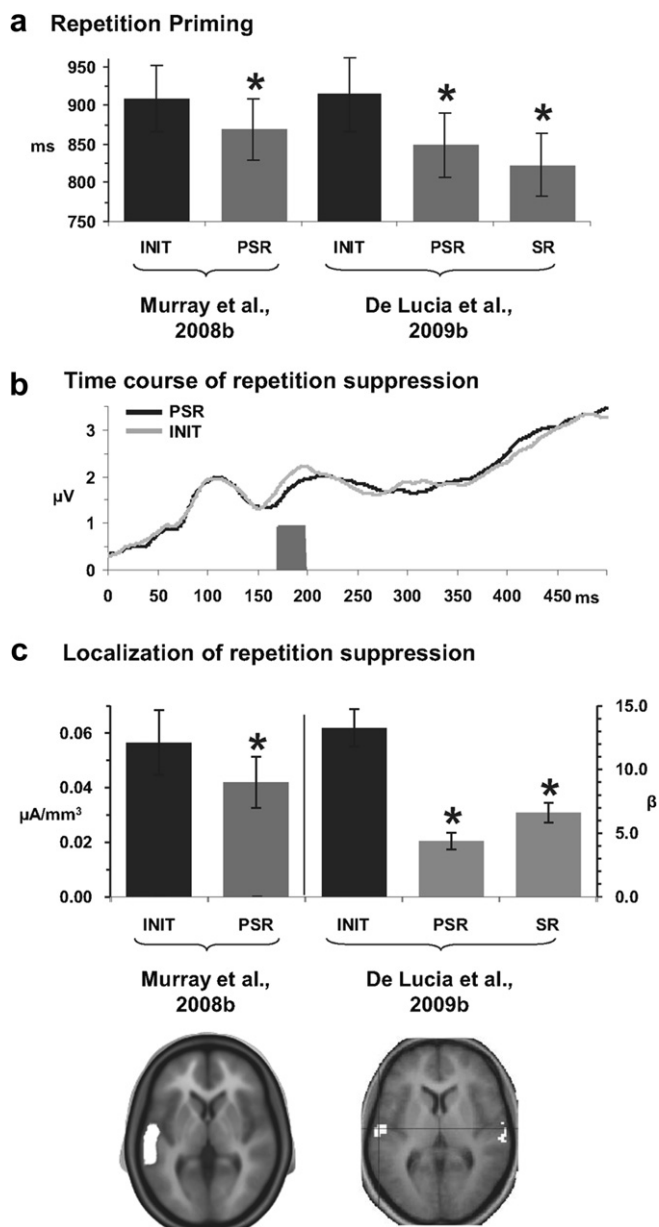 a Repetition Priming
950
900
850
800
750
ms
*
*
*
INIT
PSR
INIT
PSR
SR
Murray et al.,
2008b
De Lucia et al.,
2009b
b Time course of repetition suppression
PSR
INIT
3
2
1
0
µV
0 50 100 150 200 250 300 350 400 450 ms
c Localization of repetition suppression
0.06
0.04
0.02
0.00
µA/mm³
*
*
*
15.0
10.0
5.0
0.0
β
INIT
PSR
INIT
PSR
SR
Murray et al.,
2008b
De Lucia et al.,
2009b